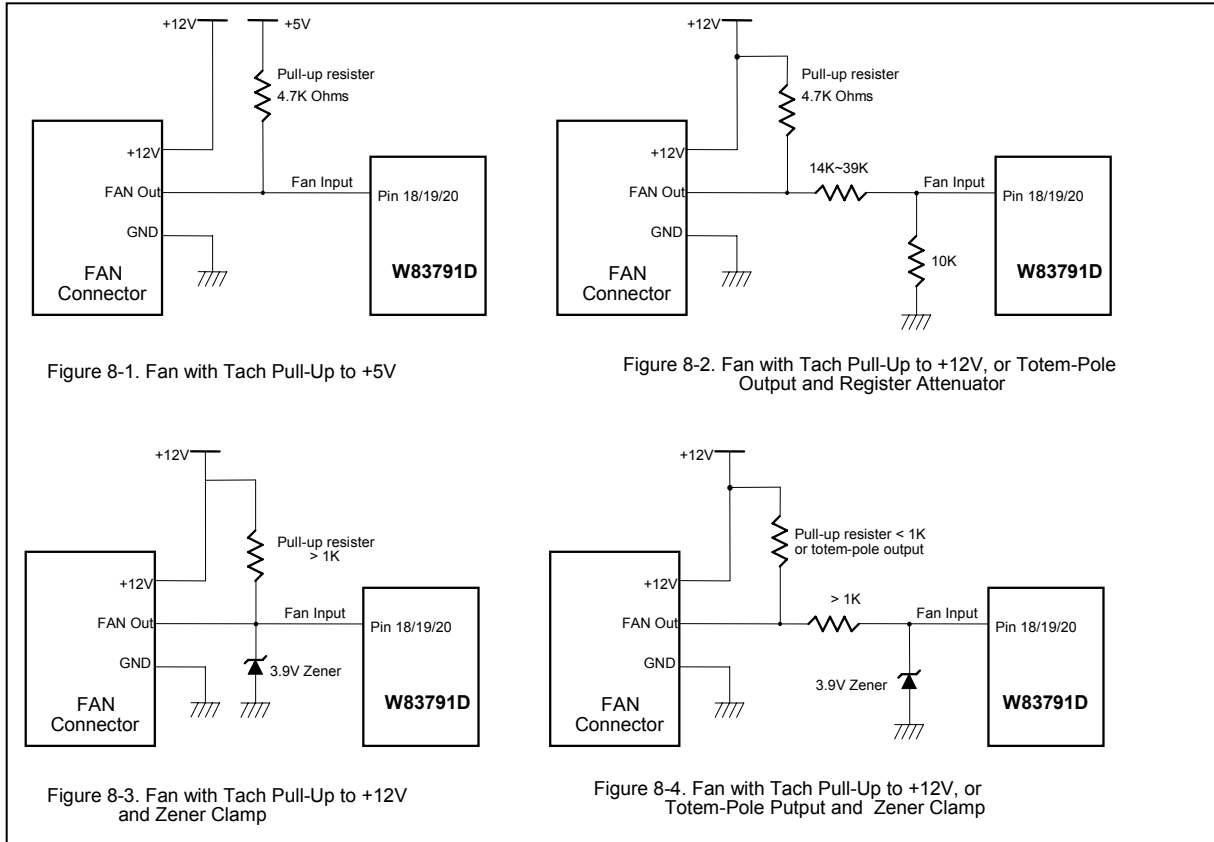 +12V
+5V
Pull-up resister
4.7K Ohms
+12V
FAN Out
Fan Input
Pin 18/19/20
GND
FAN
Connector
W83791D
Figure 8-1. Fan with Tach Pull-Up to +5V
+12V
Pull-up resister
4.7K Ohms
+12V
14K~39K
FAN Out
Fan Input
Pin 18/19/20
GND
10K
FAN
Connector
W83791D
Figure 8-2. Fan with Tach Pull-Up to +12V, or Totem-Pole
Output and Register Attenuator
+12V
Pull-up resister
> 1K
+12V
FAN Out
Fan Input
Pin 18/19/20
GND
3.9V Zener
FAN
Connector
W83791D
Figure 8-3. Fan with Tach Pull-Up to +12V
and Zener Clamp
+12V
Pull-up resister < 1K
or totem-pole output
+12V
> 1K
FAN Out
Fan Input
Pin 18/19/20
GND
3.9V Zener
FAN
Connector
W83791D
Figure 8-4. Fan with Tach Pull-Up to +12V, or
Totem-Pole Putput and Zener Clamp